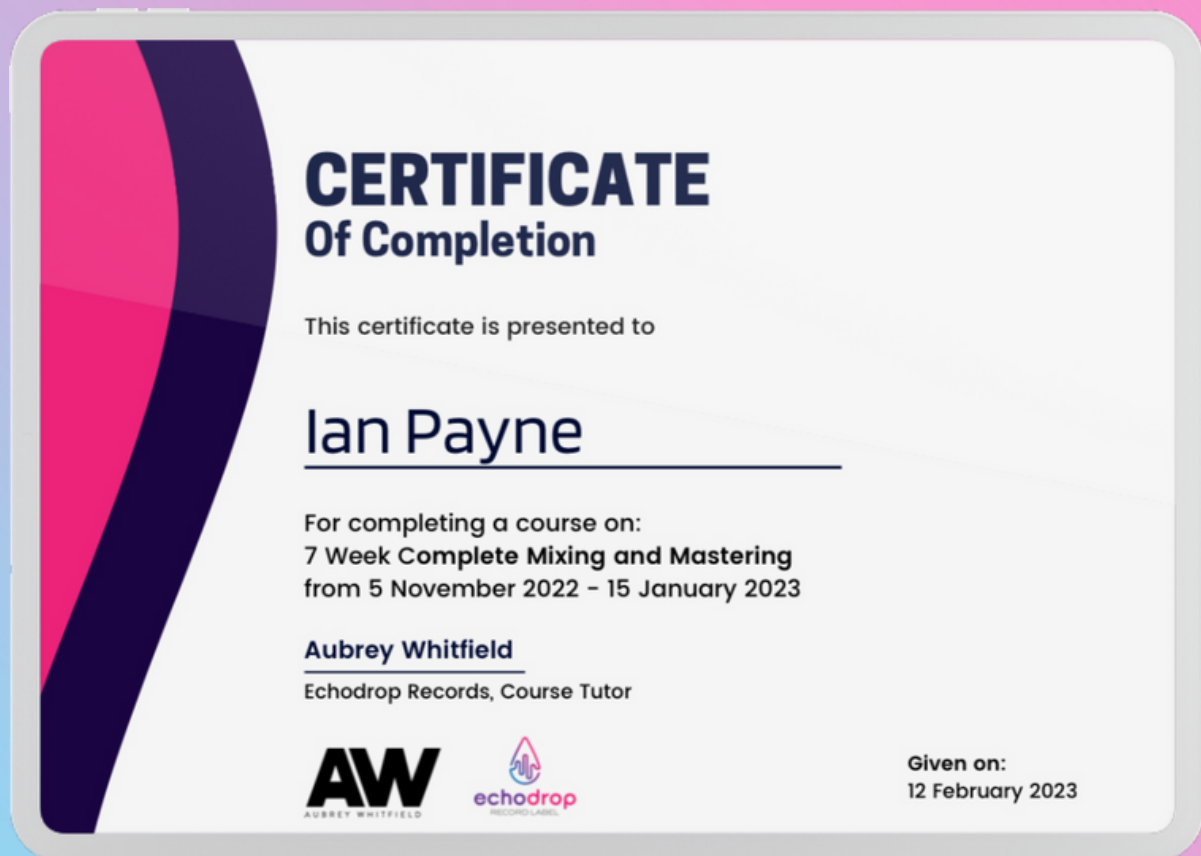 CERTIFICATE
Of Completion
This certificate is presented to
Ian Payne
For completing a course on:
7 Week Complete Mixing and Mastering
from 5 November 2022 - 15 January 2023
Aubrey Whitfield
Echodrop Records, Course Tutor
AW
AUBREY WHITFIELD
echodrop
RECORD LABEL
Given on:
12 February 2023